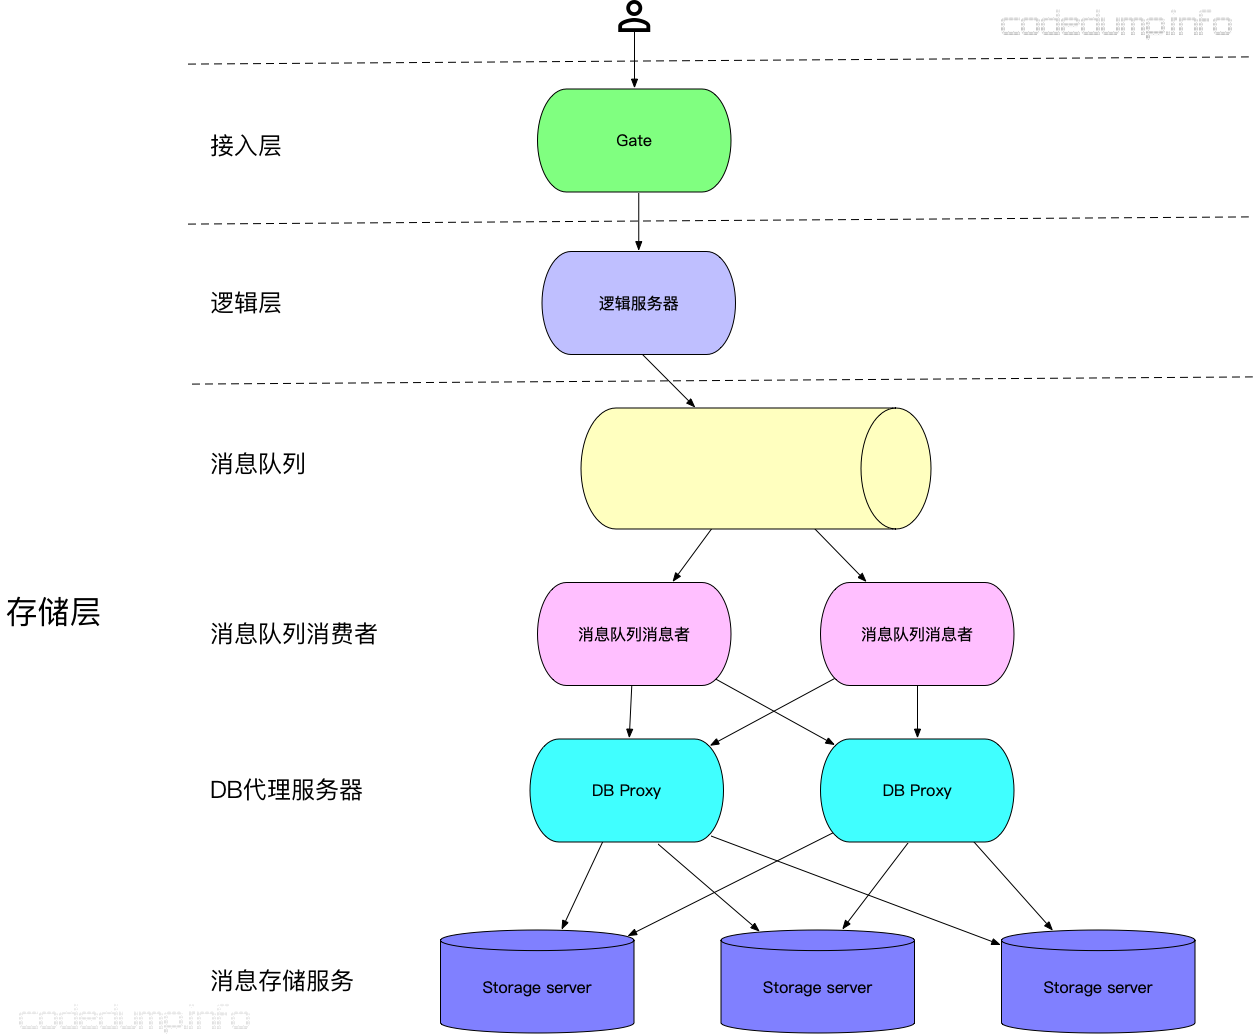 codedump.info
接入层
Gate
逻辑层
逻辑服务器
消息队列
存储层
消息队列消费者
消息队列消息者
消息队列消息者
DB代理服务器
DB Proxy
DB Proxy
消息存储服务
Storage server
Storage server
Storage server
codedump.info